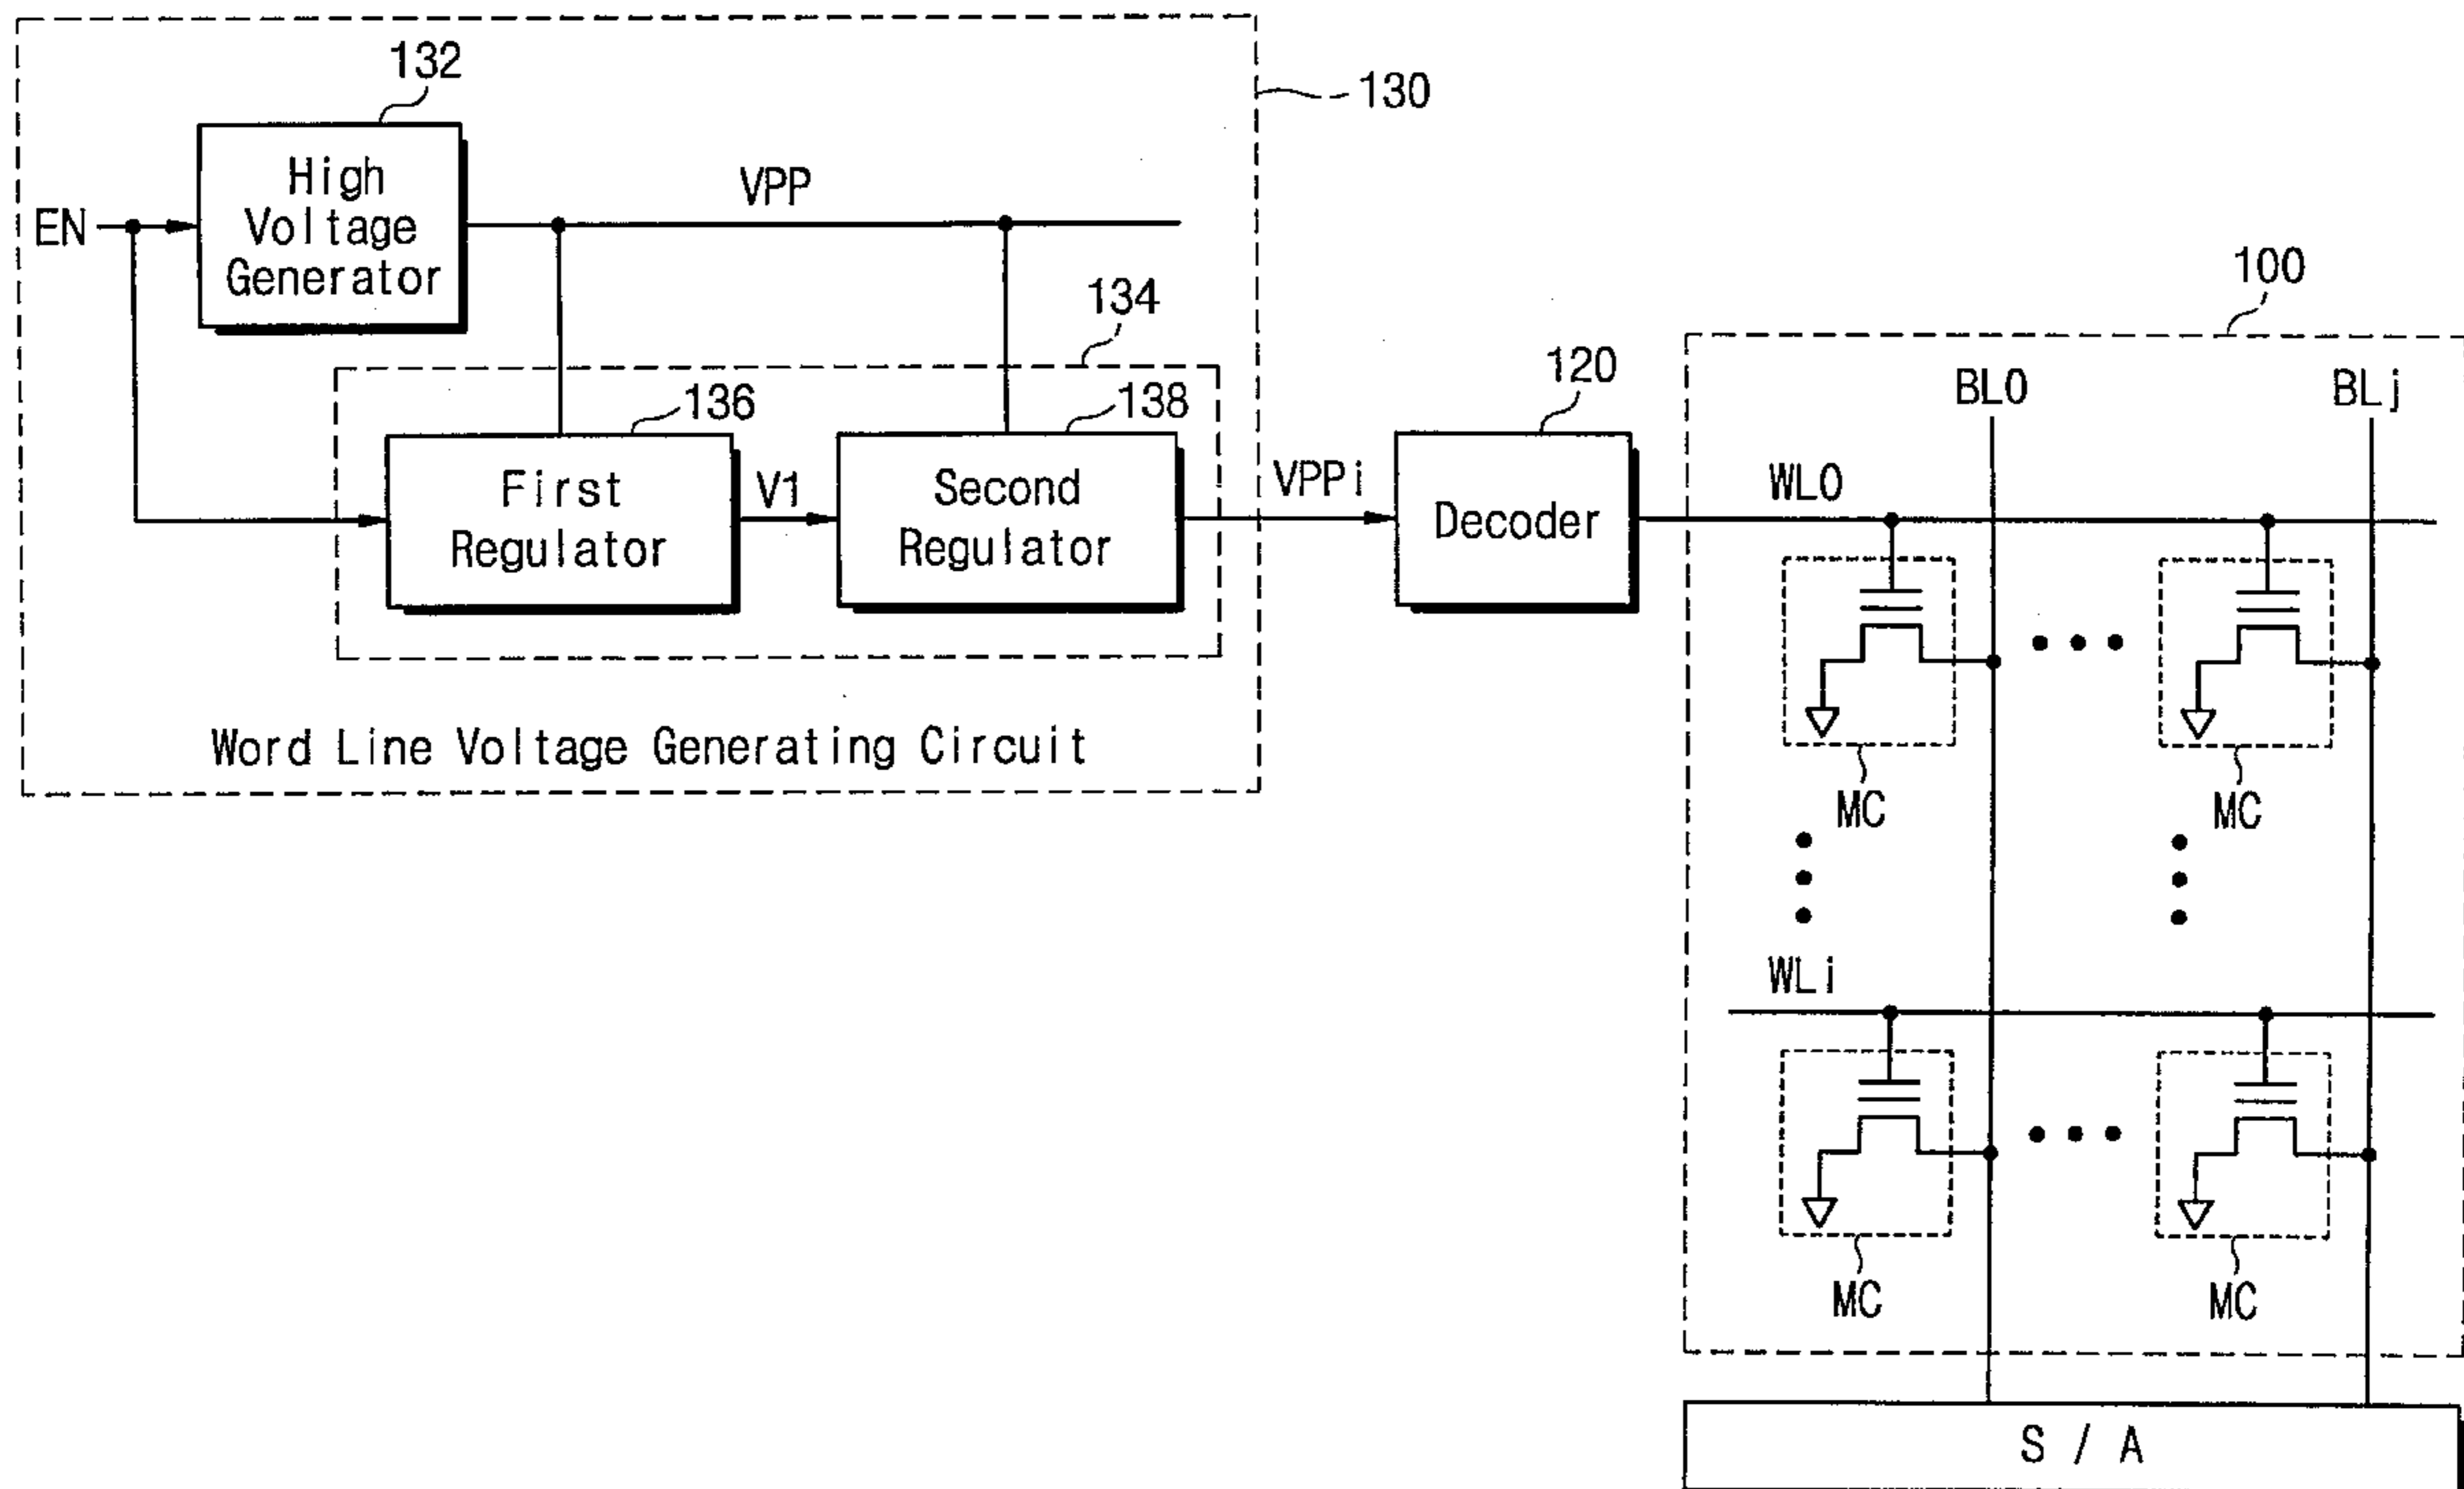 132
130
High
Voltage
Generator
EN
VPP
134
136
138
First
Regulator
V1
Second
Regulator
VPPi
Word Line Voltage Generating Circuit
120
Decoder
100
BL0
BLj
WL0
MC
MC
WLi
MC
MC
S / A